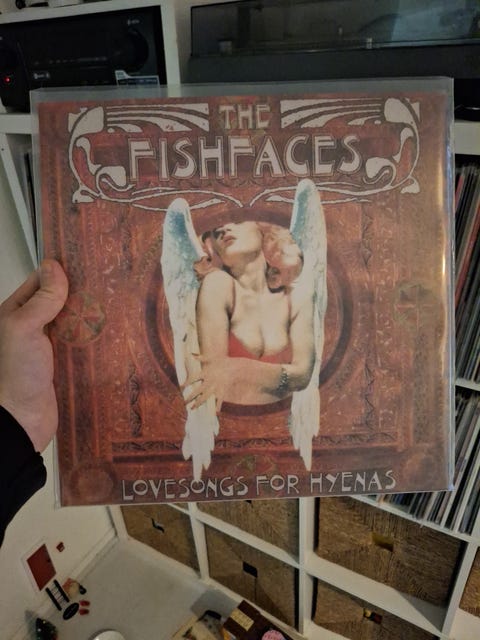 THE
FISHFACES
LOVESONGS FOR HYENAS